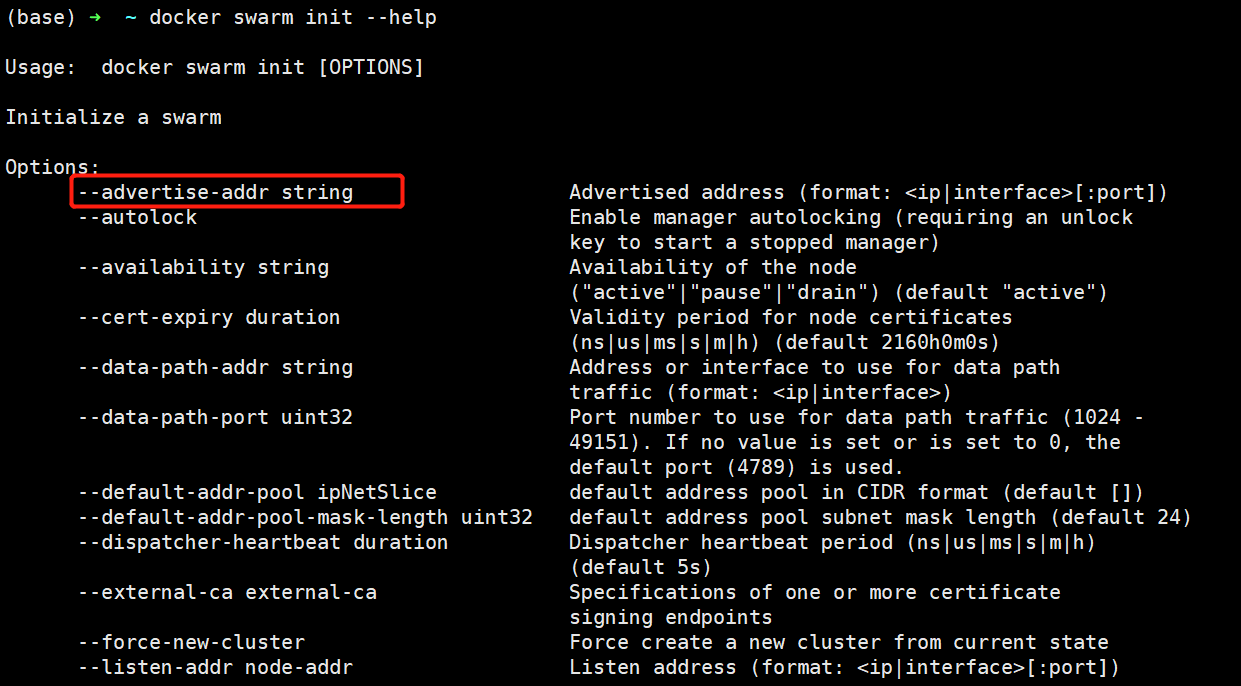 (base) ➜  ~ docker swarm init --help
Usage:  docker swarm init [OPTIONS]
Initialize a swarm
Options:
--advertise-addr string                  Advertised address (format: <ip|interface>[:port])
--autolock                               Enable manager autolocking (requiring an unlock
key to start a stopped manager)
--availability string                    Availability of the node
("active"|"pause"|"drain") (default "active")
--cert-expiry duration                   Validity period for node certificates
(ns|us|ms|s|m|h) (default 2160h0m0s)
--data-path-addr string                  Address or interface to use for data path
traffic (format: <ip|interface>)
--data-path-port uint32                  Port number to use for data path traffic (1024 -
49151). If no value is set or is set to 0, the
default port (4789) is used.
--default-addr-pool ipNetSlice           default address pool in CIDR format (default [])
--default-addr-pool-mask-length uint32   default address pool subnet mask length (default 24)
--dispatcher-heartbeat duration          Dispatcher heartbeat period (ns|us|ms|s|m|h)
(default 5s)
--external-ca external-ca                Specifications of one or more certificate
signing endpoints
--force-new-cluster                      Force create a new cluster from current state
--listen-addr node-addr                  Listen address (format: <ip|interface>[:port])